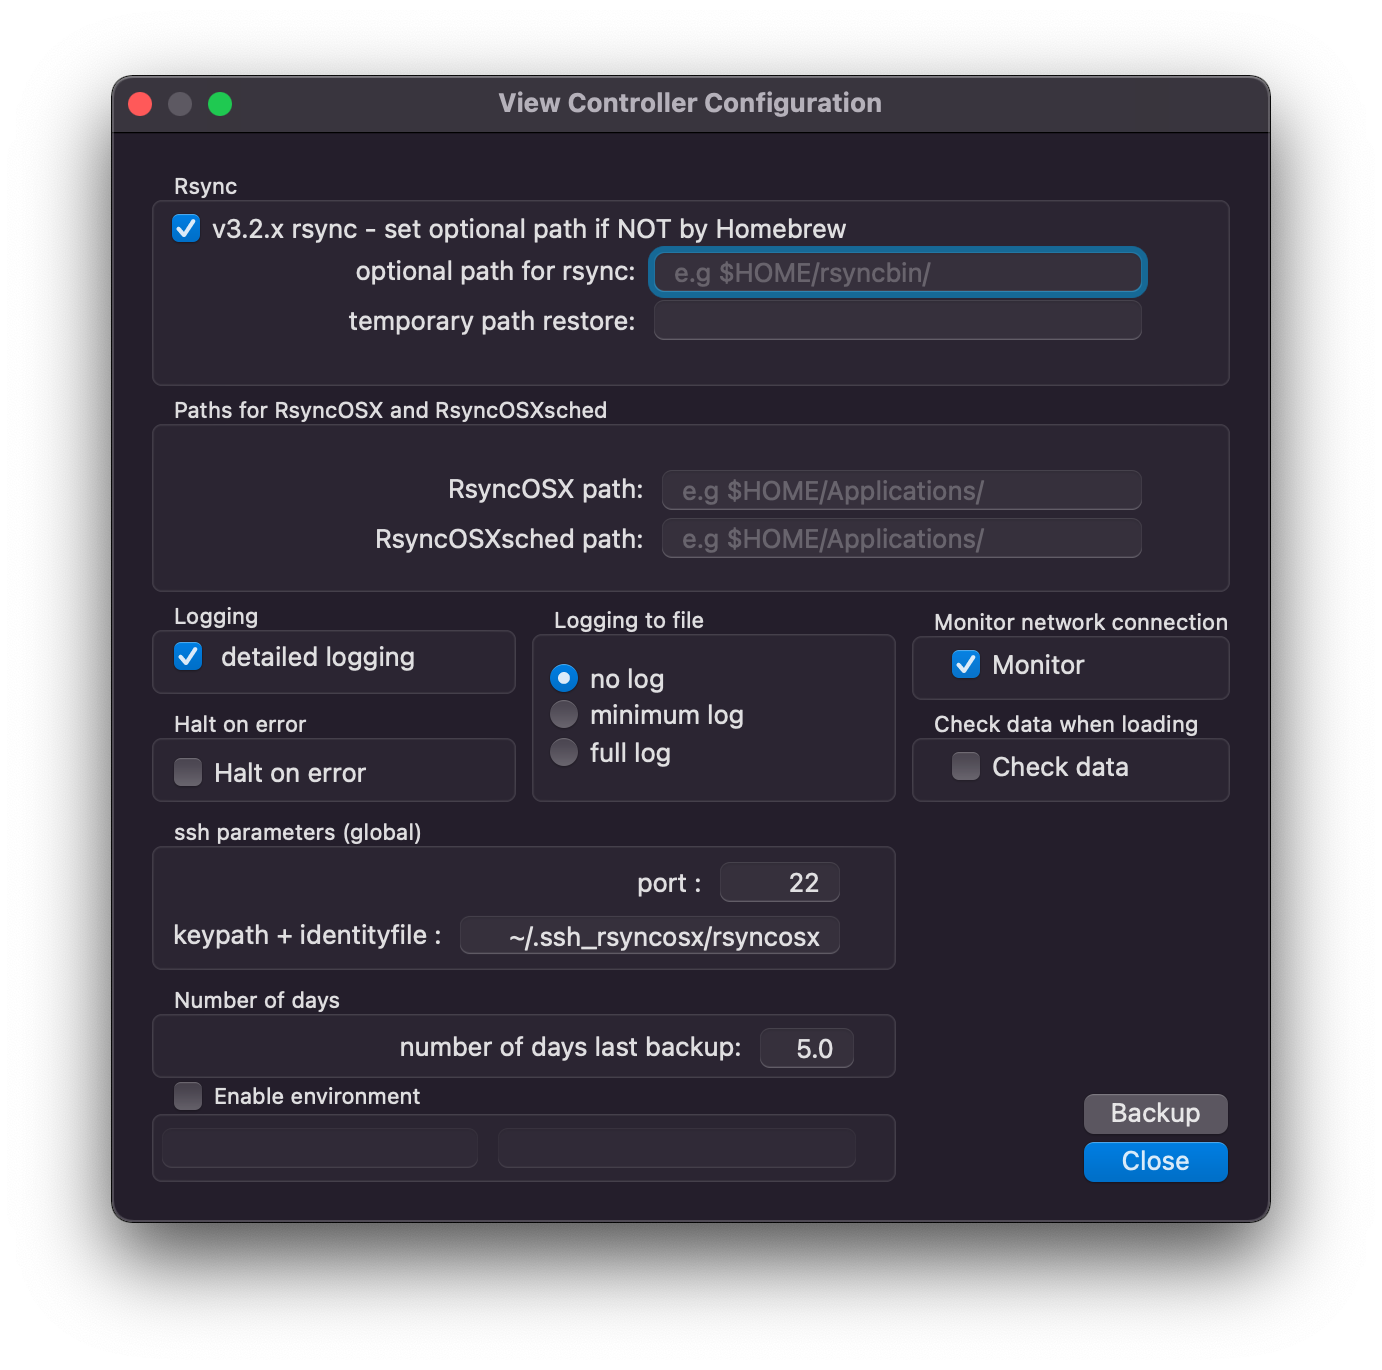 View Controller Configuration
Rsync
v3.2.x rsync - set optional path if NOT by Homebrew
optional path for rsync: e.g $HOME/rsyncbin/
temporary path restore:
Paths for RsyncOSX and RsyncOSXsched
RsyncOSX path: e.g $HOME/Applications/
RsyncOSXsched path: e.g $HOME/Applications/
Logging
detailed logging
Halt on error
Halt on error
Logging to file
no log
minimum log
full log
Monitor network connection
Monitor
Check data when loading
Check data
ssh parameters (global)
port : 22
keypath + identityfile : ~/.ssh_rsyncosx/rsyncosx
Number of days
number of days last backup: 5.0
Enable environment
Backup
Close